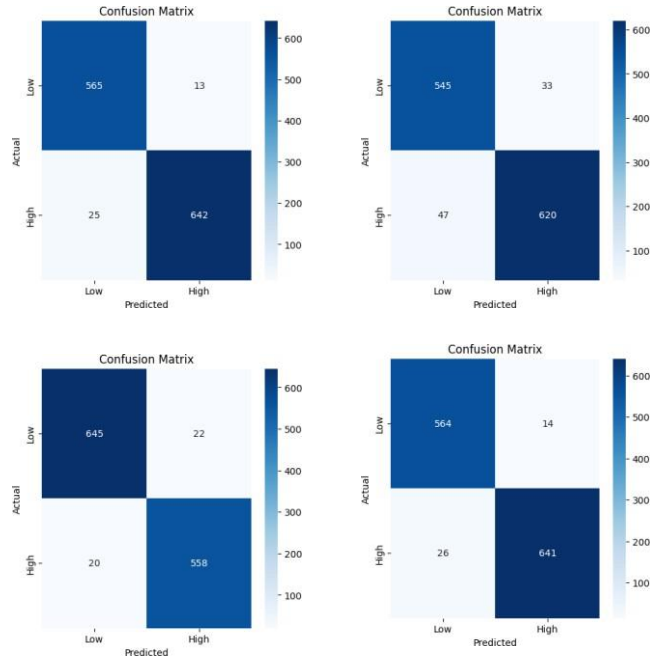 Confusion Matrix
Low
565
13
Actual
High
25
642
Low
High
Predicted
600
500
400
300
200
100
Confusion Matrix
Low
545
33
Actual
High
47
620
Low
High
Predicted
600
500
400
300
200
100
Confusion Matrix
Low
645
22
Actual
High
20
558
Low
High
Predicted
600
500
400
300
200
100
Confusion Matrix
Low
564
14
Actual
High
26
641
Low
High
Predicted
600
500
400
300
200
100